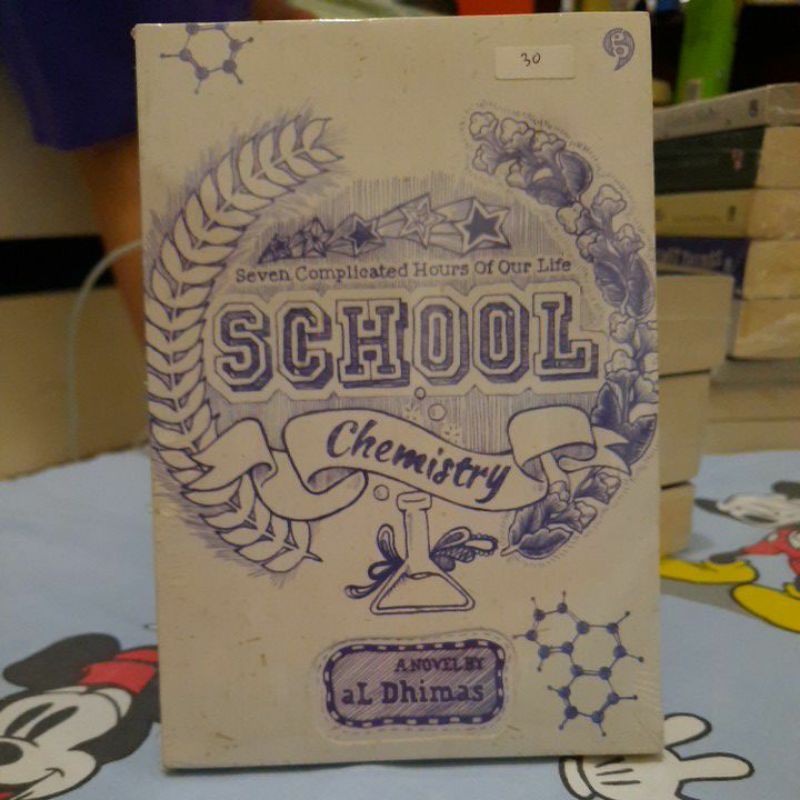 30
Seven Complicated Hours Of Our Life
SCHOOL
Chemistry
A NOVEL BY
aL Dhimas